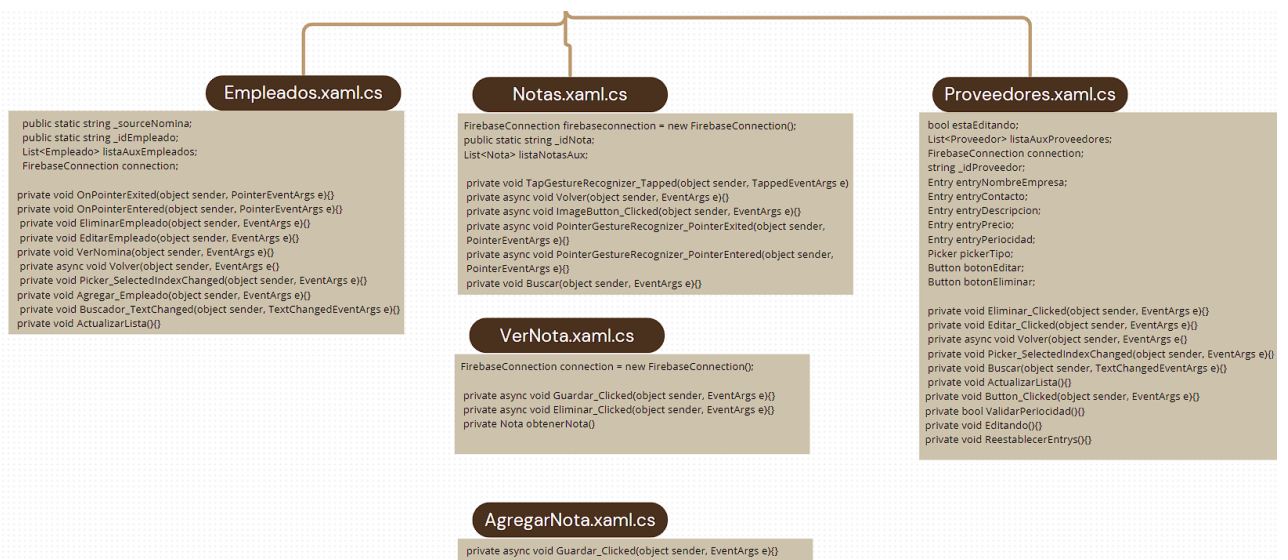 Empleados.xaml.cs
public static string _sourceNomina;
public static string _idEmpleado;
List<Empleado> listaAuxEmpleados;
FirebaseConnection connection;
private void OnPointerExited(object sender, PointerEventArgs e){}
private void OnPointerEntered(object sender, PointerEventArgs e){}
private void EliminarEmpleado(object sender, EventArgs e){}
private void EditarEmpleado(object sender, EventArgs e){}
private void VerNomina(object sender, EventArgs e){}
private async void Volver(object sender, EventArgs e{}
private void Picker_SelectedIndexChanged(object sender, EventArgs e){}
private void Agregar_Empleado(object sender, EventArgs e){}
private void Buscador_TextChanged(object sender, TextChangedEventArgs e){}
private void ActualizarLista(){}
Notas.xaml.cs
FirebaseConnection firebaseconnection = new FirebaseConnection();
public static string _idNota;
List<Nota> listaNotasAux;
private void TapGestureRecognizer_Tapped(object sender, TappedEventArgs e)
private async void Volver(object sender, EventArgs e){}
private async void ImageButton_Clicked(object sender, EventArgs e){}
private async void PointerGestureRecognizer_PointerExited(object sender,
PointerEventArgs e){}
private async void PointerGestureRecognizer_PointerEntered(object sender,
PointerEventArgs e){}
private void Buscar(object sender, EventArgs e){}
VerNota.xaml.cs
FirebaseConnection connection = new FirebaseConnection();
private async void Guardar_Clicked(object sender, EventArgs e){}
private async void Eliminar_Clicked(object sender, EventArgs e){}
private Nota obtenerNota()
AgregarNota.xaml.cs
private async void Guardar_Clicked(object sender, EventArgs e){}
Proveedores.xaml.cs
bool estaEditando;
List<Proveedor> listaAuxProveedores;
FirebaseConnection connection;
string _idProveedor;
Entry entryNombreEmpresa;
Entry entryContacto;
Entry entryDescripcion;
Entry entryPrecio;
Entry entryPeriocidad;
Picker pickerTipo;
Button botonEditar;
Button botonEliminar;
private void Eliminar_Clicked(object sender, EventArgs e){}
private void Editar_Clicked(object sender, EventArgs e){}
private async void Volver(object sender, EventArgs e{}
private void Picker_SelectedIndexChanged(object sender, EventArgs e){}
private void Buscar(object sender, TextChangedEventArgs e){}
private void ActualizarLista(){}
private void Button_Clicked(object sender, EventArgs e){}
private bool ValidarPeriocidad(){}
private void Editando(){}
private void ReestablecerEntrys(){}